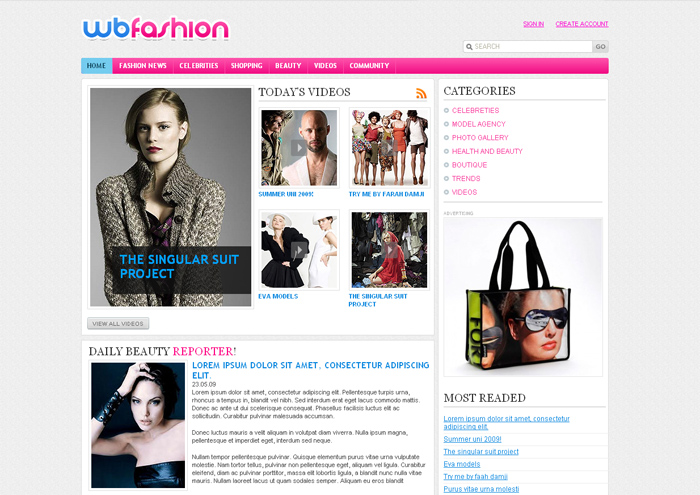 wbfashion
SIGN IN CREATE ACCOUNT
SEARCH GO
HOME FASHION NEWS CELEBRITIES SHOPPING BEAUTY VIDEOS COMMUNITY
THE SINGULAR SUIT
PROJECT
VIEW ALL VIDEOS
TODAY'S VIDEOS
SUMMER UNI 2009!
TRY ME BY FARAH DAMJI
EVA MODELS
THE SINGULAR SUIT
PROJECT
CATEGORIES
CELEBRETIES
MODEL AGENCY
PHOTO GALLERY
HEALTH AND BEAUTY
BOUTIQUE
TRENDS
VIDEOS
ADVERTICING
FOR
DAILY BEAUTY REPORTER!
LOREM IPSUM DOLOR SIT AMET, CONSECTETUR ADIPISCING
ELIT.
23.05.09
Lorem ipsum dolor sit amet, consectetur adipiscing elit. Pellentesque turpis urna,
rhoncus a tempus in, blandit vel nibh. Sed interdum erat eget lacus commodo mattis.
Donec ac ante ut dui scelerisque consequat. Phasellus facilisis luctus elit ac
sollicitudin. Curabitur pulvinar malesuada accumsan.
Donec luctus mauris a velit aliquam in volutpat diam viverra. Nulla ipsum magna,
pellentesque et imperdiet eget, interdum sed neque.
Nullam tempor pellentesque pulvinar. Quisque elementum purus vitae urna vulputate
molestie. Nam tortor tellus, pulvinar non pellentesque eget, aliquam vel ligula. Curabitur
eleifend, diam ac pulvinar porttitor, massa elit lobortis ligula, a blandit nunc nulla vitae
mauris. Nullam laoreet lacus ut quam sodales semper. Aliquam eu eros blandit
MOST READED
Lorem ipsum dolor sit amet, consectetur
adipiscing elit.
Summer uni 2009!
The singular suit project
Eva models
Try me by faah damji
Purus vitae urna molesti